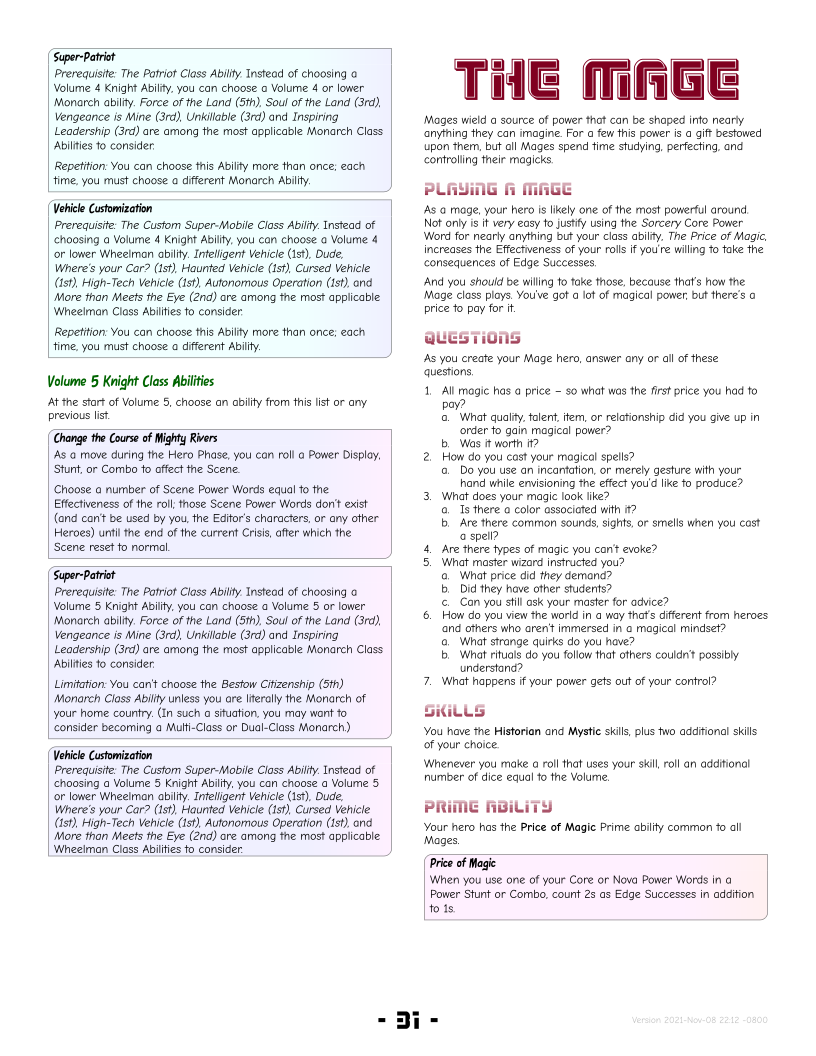 Super-Patriot
Prerequisite: The Patriot Class Ability. Instead of choosing a
Volume 4 Knight Ability, you can choose a Volume 4 or lower
Monarch ability. Force of the Land (5th), Soul of the Land (3rd),
Vengeance is Mine (3rd), Unkillable (3rd) and Inspiring
Leadership (3rd) are among the most applicable Monarch Class
Abilities to consider.
Repetition: You can choose this Ability more than once; each
time, you must choose a different Monarch Ability.
Vehicle Customization
Prerequisite: The Custom Super-Mobile Class Ability. Instead of
choosing a Volume 4 Knight Ability, you can choose a Volume 4
or lower Wheelman ability. Intelligent Vehicle (1st), Dude,
Where's your Car? (1st), Haunted Vehicle (1st), Cursed Vehicle
(1st), High-Tech Vehicle (1st), Autonomous Operation (1st), and
More than Meets the Eye (2nd) are among the most applicable
Wheelman Class Abilities to consider.
Repetition: You can choose this Ability more than once; each
time, you must choose a different Ability.
Volume 5 Knight Class Abilities
At the start of Volume 5, choose an ability from this list or any
previous list.
Change the Course of Mighty Rivers
As a move during the Hero Phase, you can roll a Power Display,
Stunt, or Combo to affect the Scene.
Choose a number of Scene Power Words equal to the
Effectiveness of the roll; those Scene Power Words don't exist
(and can't be used by you, the Editor's characters, or any other
Heroes) until the end of the current Crisis, after which the
Scene reset to normal.
Super-Patriot
Prerequisite: The Patriot Class Ability. Instead of choosing a
Volume 5 Knight Ability, you can choose a Volume 5 or lower
Monarch ability. Force of the Land (5th), Soul of the Land (3rd),
Vengeance is Mine (3rd), Unkillable (3rd) and Inspiring
Leadership (3rd) are among the most applicable Monarch Class
Abilities to consider.
Limitation: You can't choose the Bestow Citizenship (5th)
Monarch Class Ability unless you are literally the Monarch of
your home country. (In such a situation, you may want to
consider becoming a Multi-Class or Dual-Class Monarch.)
Vehicle Customization
Prerequisite: The Custom Super-Mobile Class Ability. Instead of
choosing a Volume 5 Knight Ability, you can choose a Volume 5
or lower Wheelman ability. Intelligent Vehicle (1st), Dude,
Where's your Car? (1st), Haunted Vehicle (1st), Cursed Vehicle
(1st), High-Tech Vehicle (1st), Autonomous Operation (1st), and
More than Meets the Eye (2nd) are among the most applicable
Wheelman Class Abilities to consider.
THE MAGE
Mages wield a source of power that can be shaped into nearly
anything they can imagine. For a few this power is a gift bestowed
upon them, but all Mages spend time studying, perfecting, and
controlling their magicks.
PLAYING A MAGE
As a mage, your hero is likely one of the most powerful around.
Not only is it very easy to justify using the Sorcery Core Power
Word for nearly anything but your class ability, The Price of Magic,
increases the Effectiveness of your rolls if you're willing to take the
consequences of Edge Successes.
And you should be willing to take those, because that's how the
Mage class plays. You've got a lot of magical power, but there's a
price to pay for it.
QUESTIONS
As you create your Mage hero, answer any or all of these
questions.
1. All magic has a price – so what was the first price you had to
pay?
a. What quality, talent, item, or relationship did you give up in
order to gain magical power?
b. Was it worth it?
2. How do you cast your magical spells?
a. Do you use an incantation, or merely gesture with your
hand while envisioning the effect you'd like to produce?
3. What does your magic look like?
a. Is there a color associated with it?
b. Are there common sounds, sights, or smells when you cast
a spell?
4. Are there types of magic you can't evoke?
5. What master wizard instructed you?
a. What price did they demand?
b. Did they have other students?
c. Can you still ask your master for advice?
6. How do you view the world in a way that's different from heroes
and others who aren't immersed in a magical mindset?
a. What strange quirks do you have?
b. What rituals do you follow that others couldn't possibly
understand?
7. What happens if your power gets out of your control?
SKILLS
You have the Historian and Mystic skills, plus two additional skills
of your choice.
Whenever you make a roll that uses your skill, roll an additional
number of dice equal to the Volume.
PRIME ABILITY
Your hero has the Price of Magic Prime ability common to all
Mages.
Price of Magic
When you use one of your Core or Nova Power Words in a
Power Stunt or Combo, count 2s as Edge Successes in addition
to 1s.
- 31 -
Version 2021-Nov-08 22:12 -0800